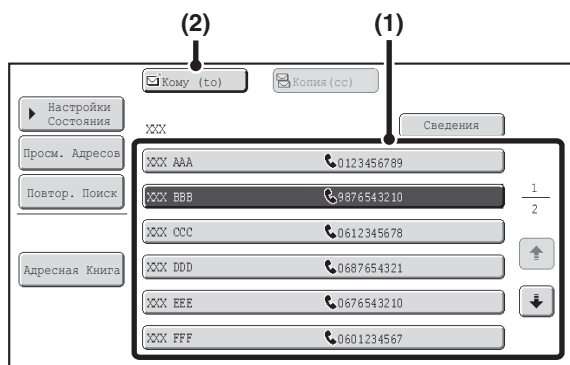 (2) (1)
Кому (to) Копия(cc)
Настройки
Состояния
XXX Сведения
Просм. Адресов
XXX AAA 0123456789
Повтор. Поиск
XXX BBB 9876543210
1
2
XXX CCC 0612345678
Адресная Книга
XXX DDD 0687654321
XXX EEE 0676543210
XXX FFF 0601234567